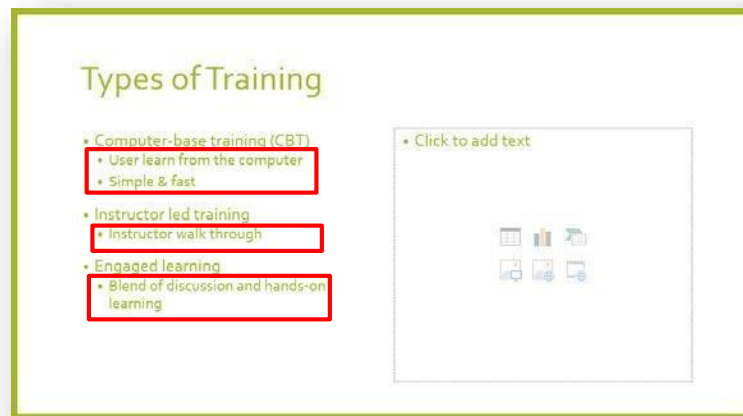 Types of Training
• Computer-base training (CBT)
• User learn from the computer
• Simple & fast
• Instructor led training
• Instructor walk through
• Engaged learning
• Blend of discussion and hands-on
learning
• Click to add text